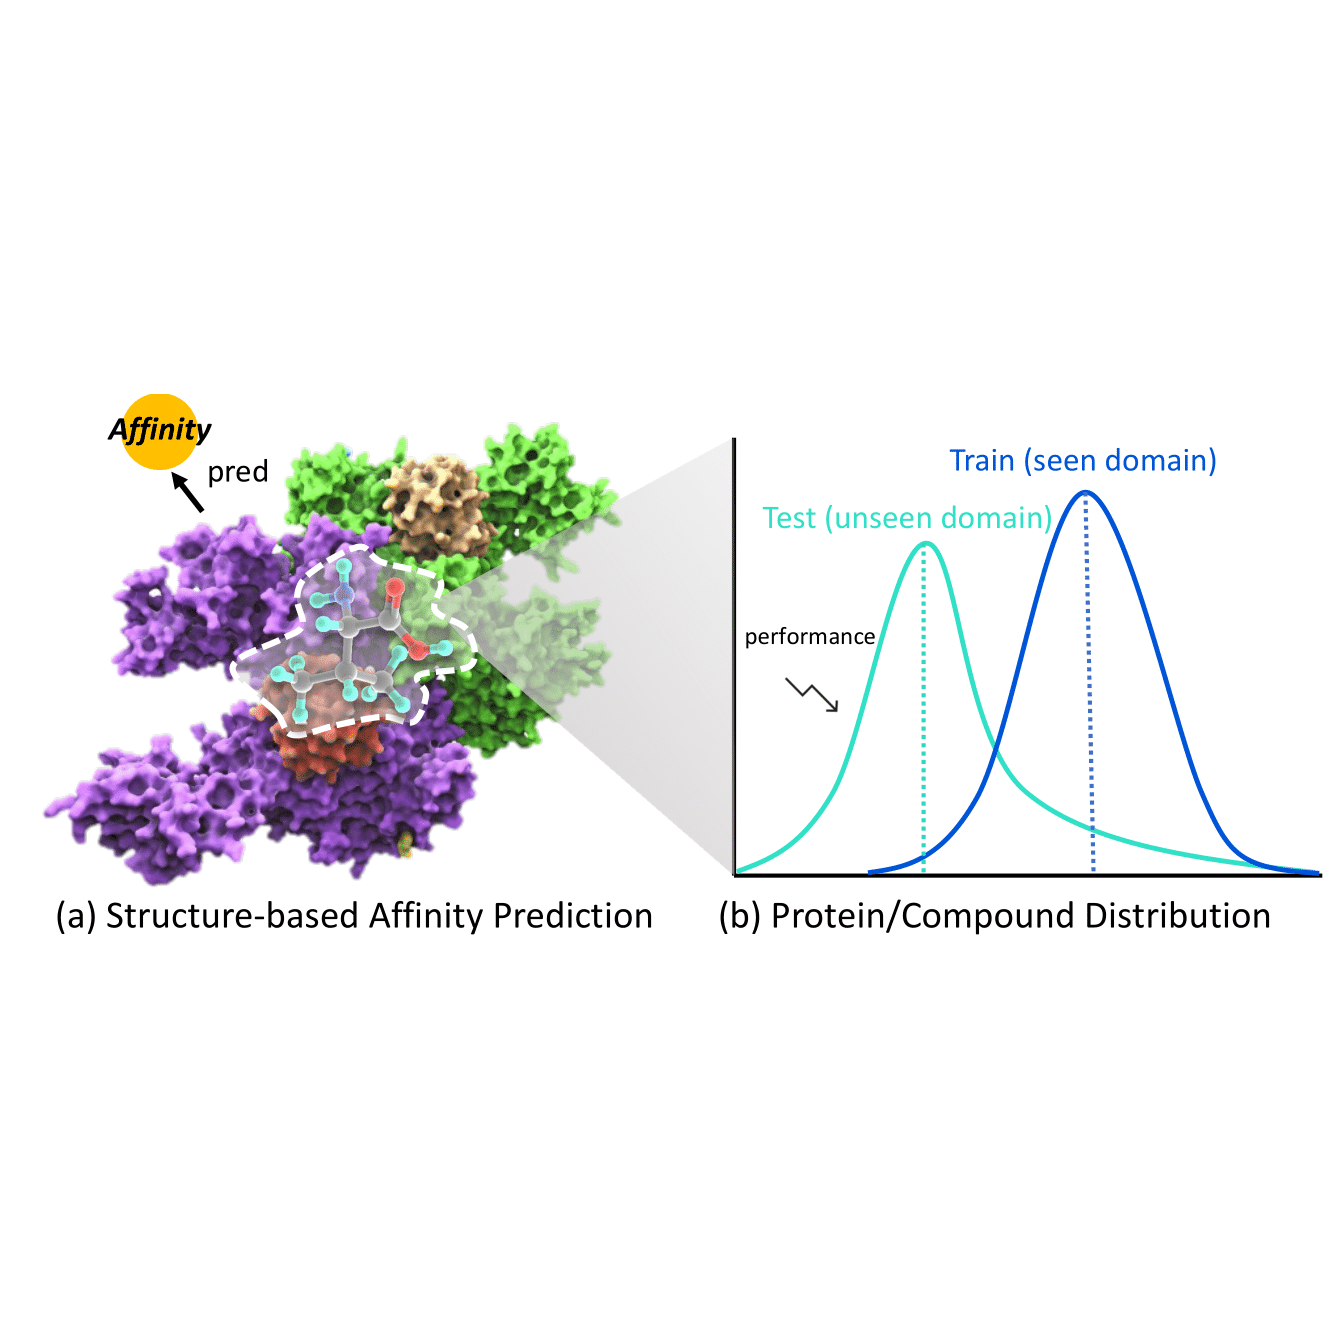 Affinity
pred
Train (seen domain)
Test (unseen domain)
performance
(a) Structure-based Affinity Prediction
(b) Protein/Compound Distribution